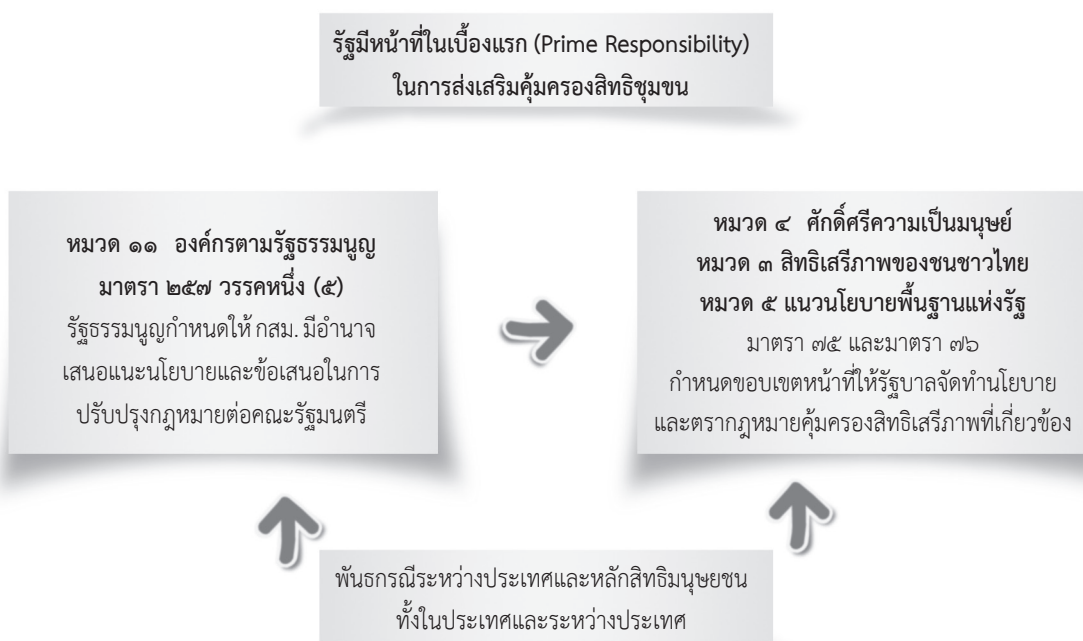 รัฐมีหน้าที่ในเบื้องแรก (Prime Responsibility)
ในการส่งเสริมคุ้มครองสิทธิชุมขน
หมวด ๑๑ องค์กรตามรัฐธรรมนูญ
มาตรา ๒๕๗ วรรคหนึ่ง (๕)
รัฐธรรมนูญกำหนดให้ กสม. มีอำนาจ
เสนอแนะนโยบายและข้อเสนอในการ
ปรับปรุงกฎหมายต่อคณะรัฐมนตรี
หมวด ๔ ศักดิ์ศรีความเป็นมนุษย์
หมวด ๓ สิทธิเสรีภาพของชนชาวไทย
หมวด ๕ แนวนโยบายพื้นฐานแห่งรัฐ
มาตรา ๗๕ และมาตรา ๗๖
กำหนดขอบเขตหน้าที่ให้รัฐบาลจัดทำนโยบาย
และตรากฎหมายคุ้มครองสิทธิเสรีภาพที่เกี่ยวข้อง
พันธกรณีระหว่างประเทศและหลักสิทธิมนุษยชน
ทั้งในประเทศและระหว่างประเทศ